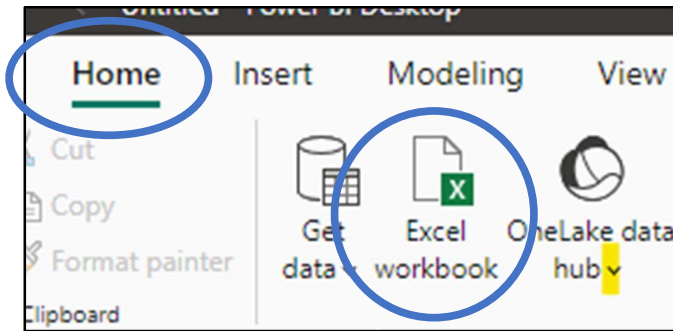 Untitled - Power BI Desktop
Home Insert Modeling View
Cut
Copy
Format painter
Clipboard
Get data
Excel workbook
OneLake data hub